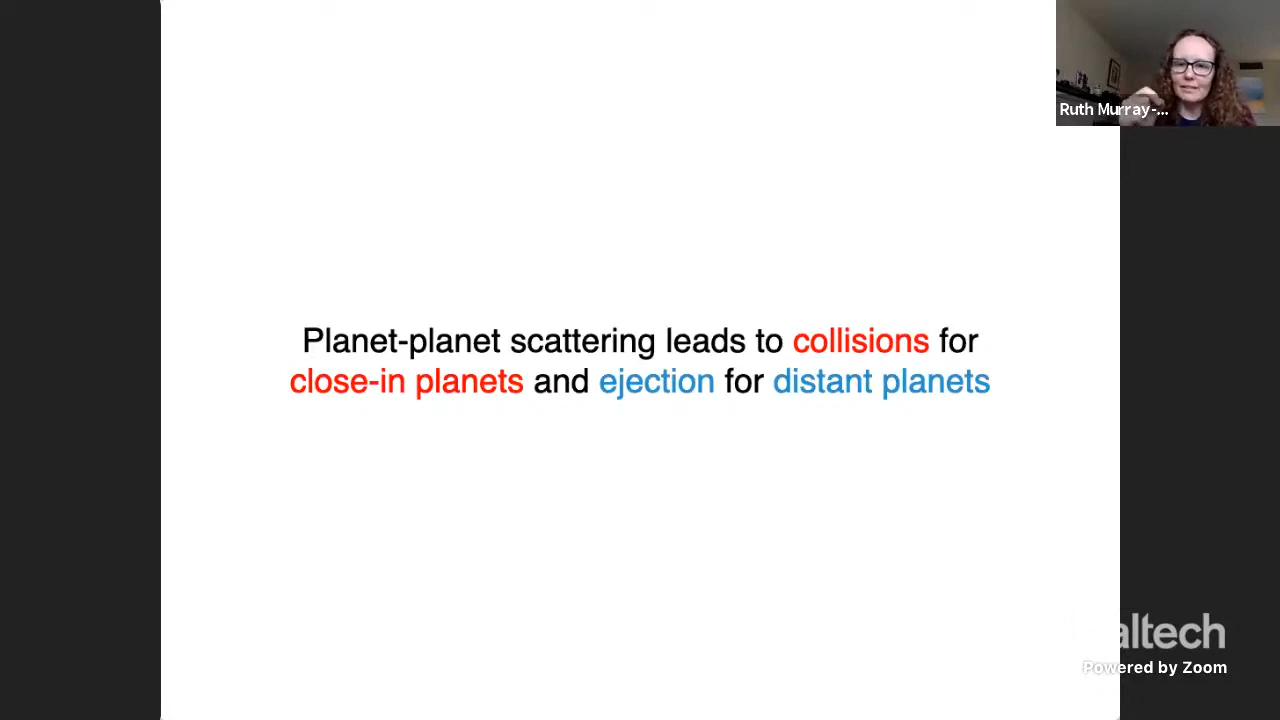 Ruth Murray-...
Planet-planet scattering leads to collisions for
close-in planets and ejection for distant planets
altech
Powered by Zoom